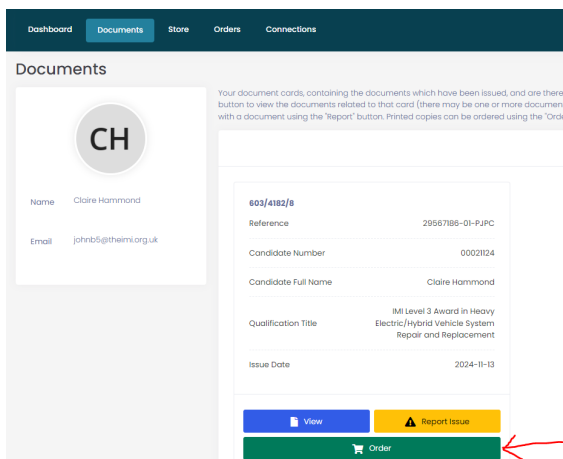 Dashboard Documents Store Orders Connections
Documents
Your document cards, containing the documents which have been issued, and are there
button to view the documents related to that card (there may be one or more documen
with a document using the "Report" button. Printed copies can be ordered using the "Orde
CH
Name Claire Hammond
Email johnb5@theimi.org.uk
603/4182/8
Reference 29567186-01-PJPC
Candidate Number 00021124
Candidate Full Name Claire Hammond
Qualification Title IMI Level 3 Award in Heavy
Electric/Hybrid Vehicle System
Repair and Replacement
Issue Date 2024-11-13
View Report Issue
Order